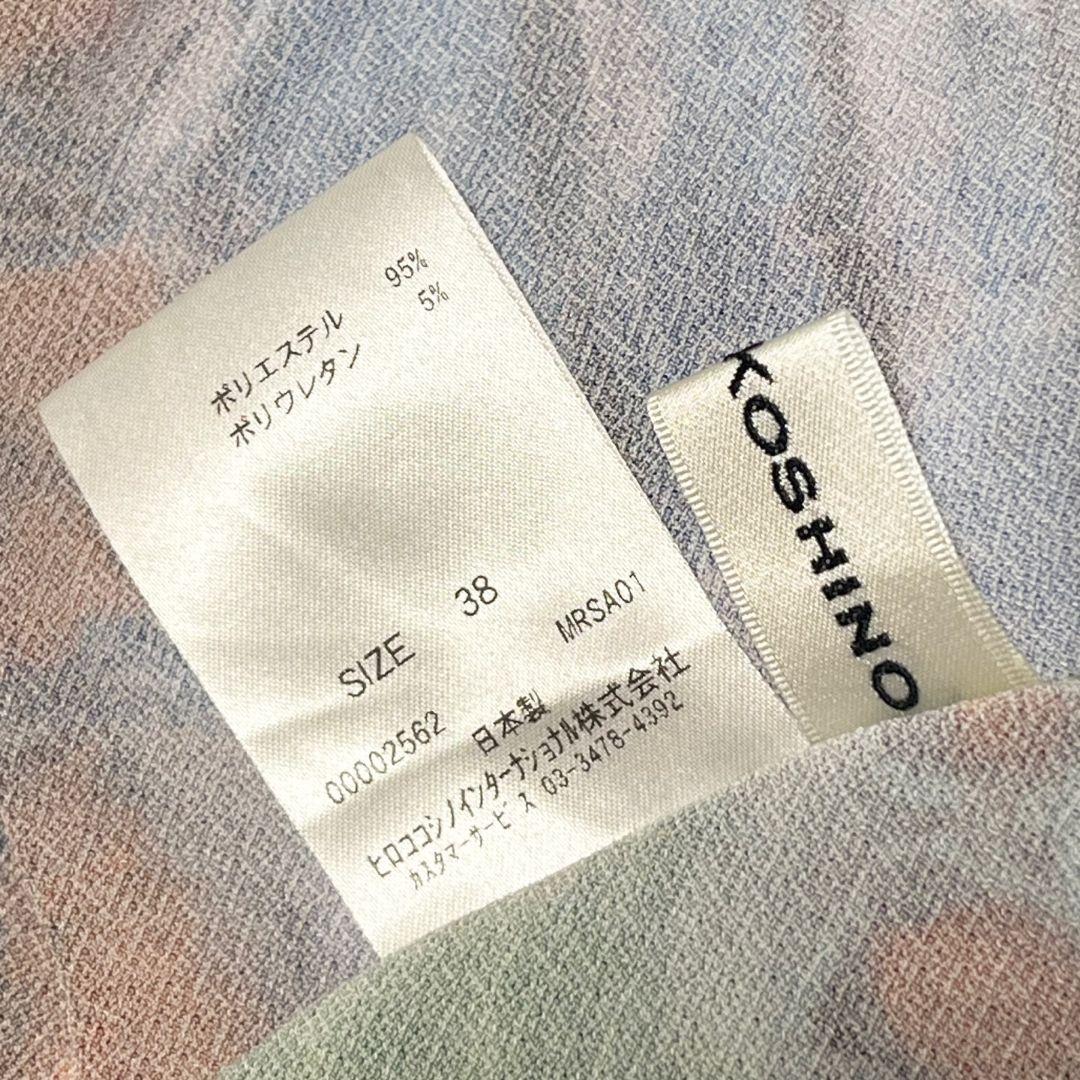 ポリエステル 95%
ポリウレタン 5%
SIZE 38
00002562 MRSA01
日本製
ヒロココシノインターナショナル株式会社
カスタマーサービス 03-3478-4392
KOSHINO